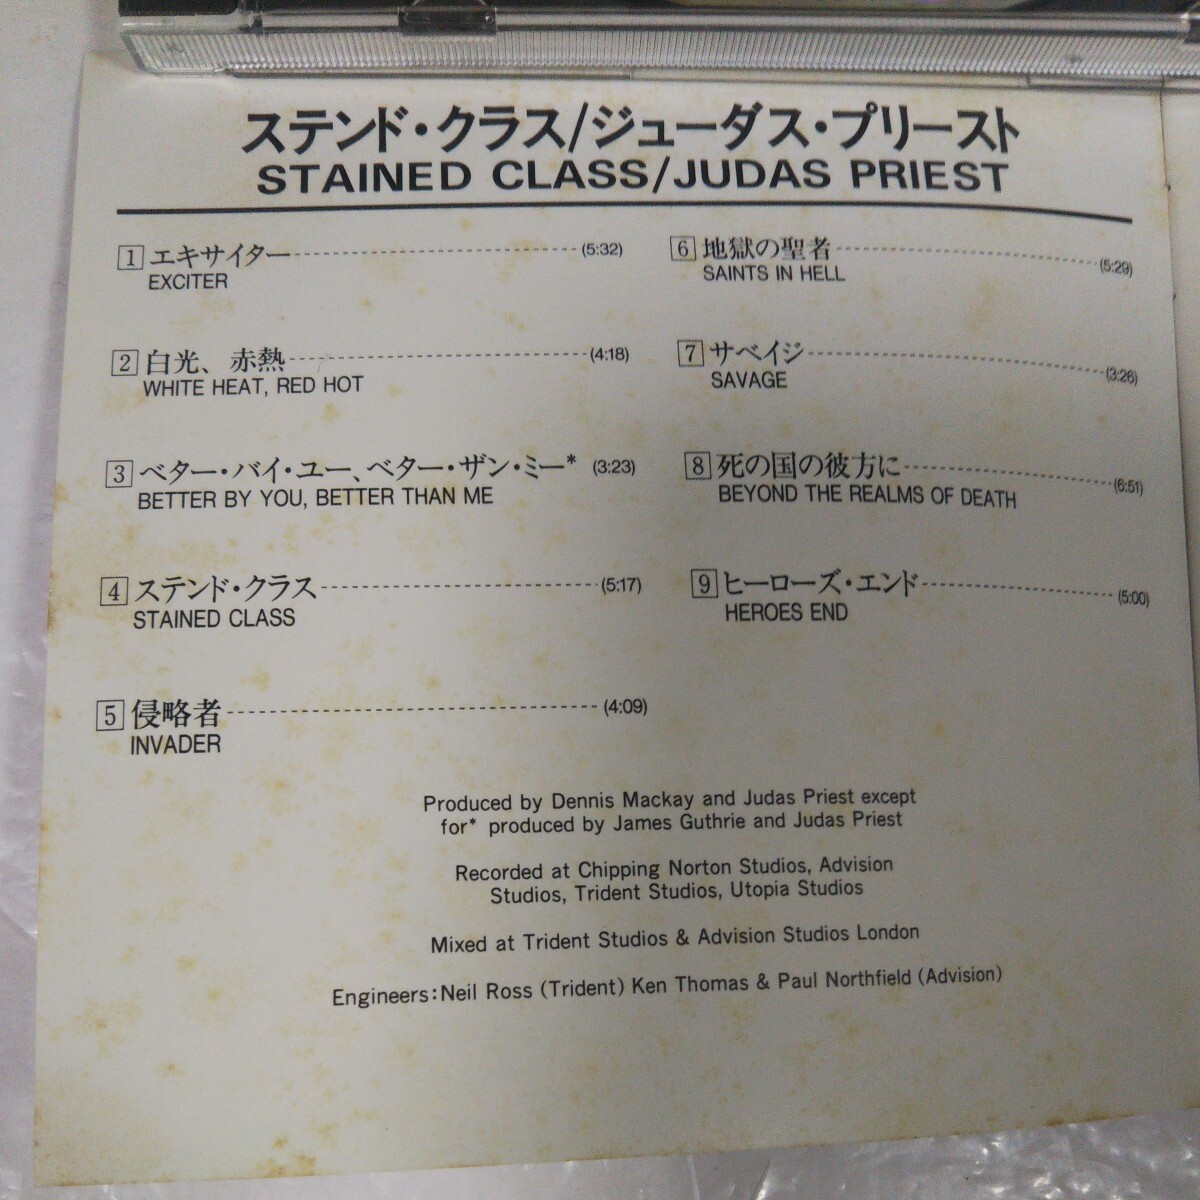 ステンド・クラス/ジューダス・プリースト
STAINED CLASS/JUDAS PRIEST
1 エキサイター (5:32)
EXCITER
2 白光、赤熱 (4:18)
WHITE HEAT, RED HOT
3 ベター・バイ・ユー、ベター・ザン・ミー* (3:23)
BETTER BY YOU, BETTER THAN ME
4 ステンド・クラス (5:17)
STAINED CLASS
5 侵略者 (4:09)
INVADER
6 地獄の聖者 (5:29)
SAINTS IN HELL
7 サベイジ (3:26)
SAVAGE
8 死の国の彼方に (6:51)
BEYOND THE REALMS OF DEATH
9 ヒーローズ・エンド (5:00)
HEROES END
Produced by Dennis Mackay and Judas Priest except
for* produced by James Guthrie and Judas Priest
Recorded at Chipping Norton Studios, Advision
Studios, Trident Studios, Utopia Studios
Mixed at Trident Studios & Advision Studios London
Engineers:Neil Ross (Trident) Ken Thomas & Paul Northfield (Advision)